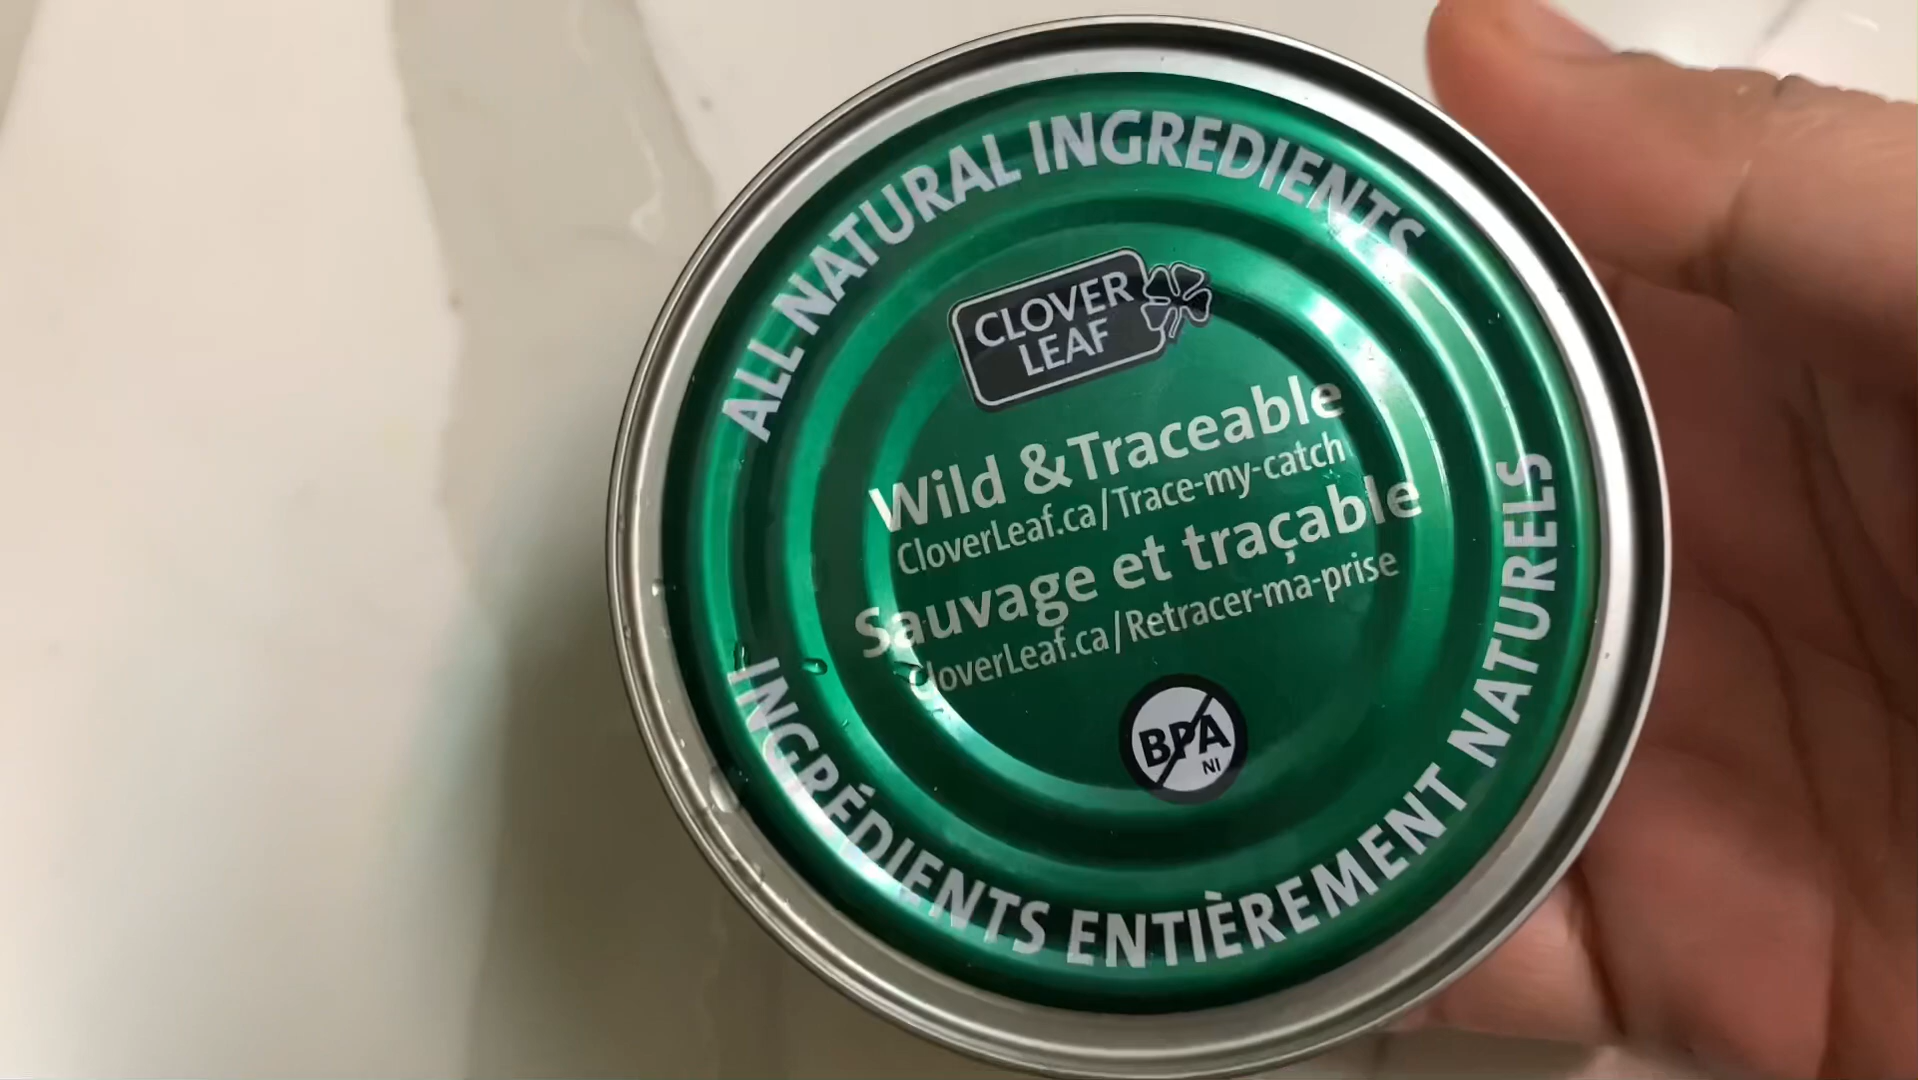 ALL NATURAL INGREDIENTS
CLOVER
LEAF
Wild & Traceable
CloverLeaf.ca/Trace-my-catch
Sauvage et traçable
CloverLeaf.ca/Retracer-ma-prise
BPA
NI
INGRÉDIENTS ENTIÈREMENT NATURELS